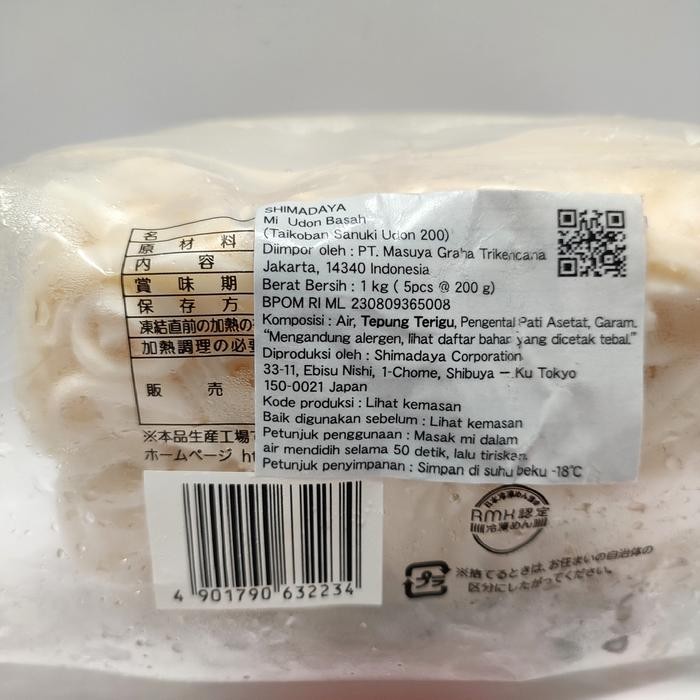 SHIMADAYA
Mi Udon Basah
(Taikoban Sanuki Udon 200)
Diimpor oleh : PT. Masuya Graha Trikencana
Jakarta, 14340 Indonesia
Berat Bersih : 1 kg ( 5pcs @ 200 g)
BPOM RI ML 230809365008
Komposisi : Air, Tepung Terigu, Pengental Pati Asetat, Garam.
"Mengandung alergen, lihat daftar bahan yang dicetak tebal."
Diproduksi oleh : Shimadaya Corporation
33-11, Ebisu Nishi, 1-Chome, Shibuya – Ku Tokyo
150-0021 Japan
Kode produksi : Lihat kemasan
Baik digunakan sebelum : Lihat kemasan
Petunjuk penggunaan : Masak mi dalam
air mendidih selama 50 detik, lalu tiriskan.
Petunjuk penyimpanan : Simpan di suhu beku -18°C
名
原材料
内容
賞味期
保存方
凍結直前の加熱の
加熱調理の必要
販売
※本品生産工場で
ホームページ ht
4 901790 632234
RMK認定
冷凍めん
プラ
※捨てるときは、お住まいの自治体の
区分にしたがってください。